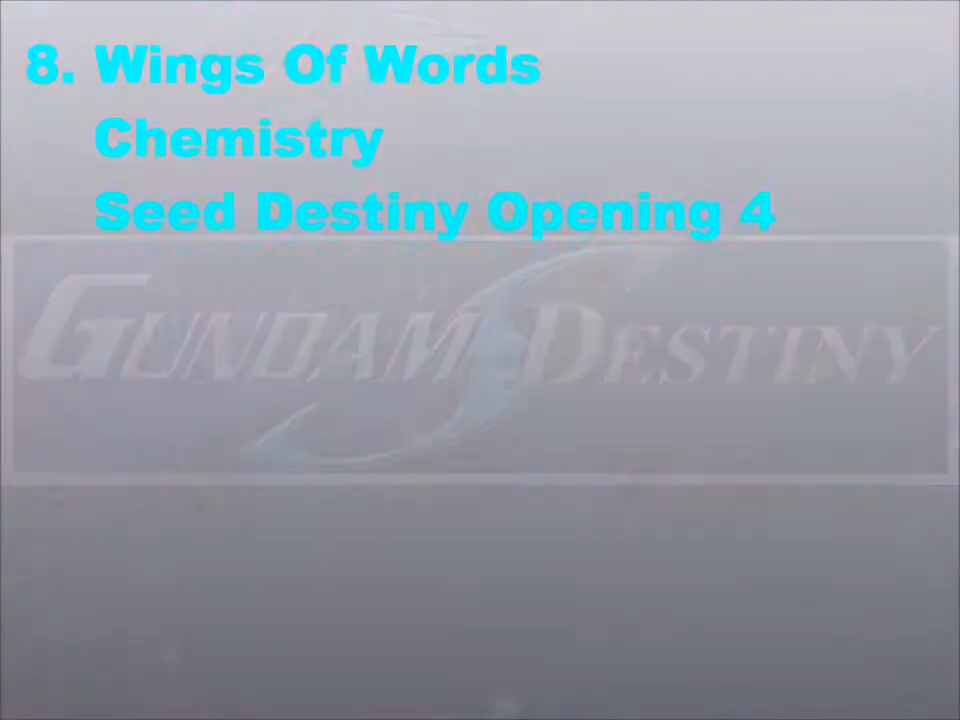 8. Wings Of Words
Chemistry
Seed Destiny Opening 4
GUNDAM S DESTINY